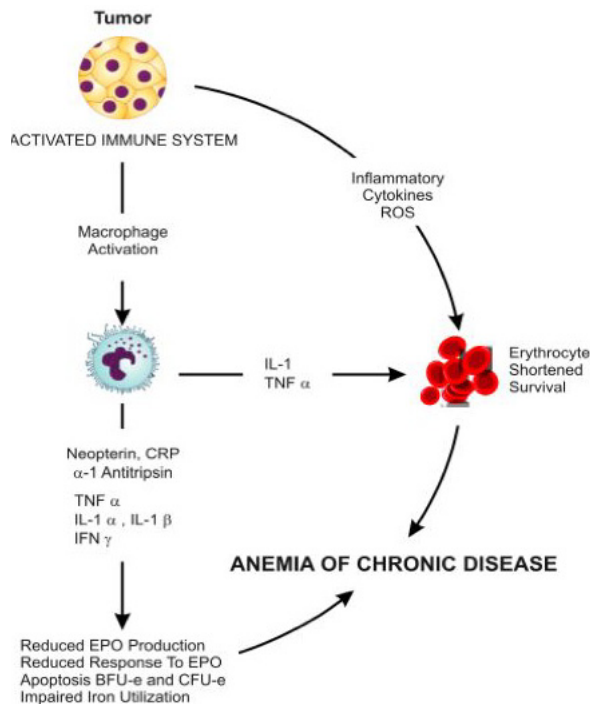 Tumor
ACTIVATED IMMUNE SYSTEM
Inflammatory
Cytokines
ROS
Macrophage
Activation
IL-1
TNF α
Erythrocyte
Shortened
Survival
Neopterin, CRP
α-1 Antitripsin
TNF α
IL-1 α , IL-1 β
IFN γ
ANEMIA OF CHRONIC DISEASE
Reduced EPO Production
Reduced Response To EPO
Apoptosis BFU-e and CFU-e
Impaired Iron Utilization